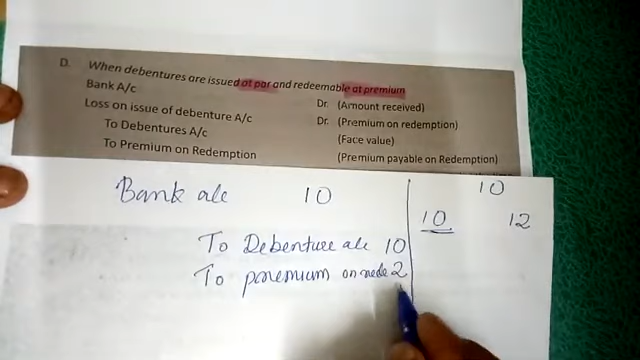 D. When debentures are issued at par and redeemable at premium
Bank A/c Dr. (Amount received)
Loss on issue of debenture A/c Dr. (Premium on redemption)
To Debentures A/c (Face value)
To Premium on Redemption (Premium payable on Redemption)
Bank a/c 10
To Debenture a/c 10
To premium on rede 2
10
10 12